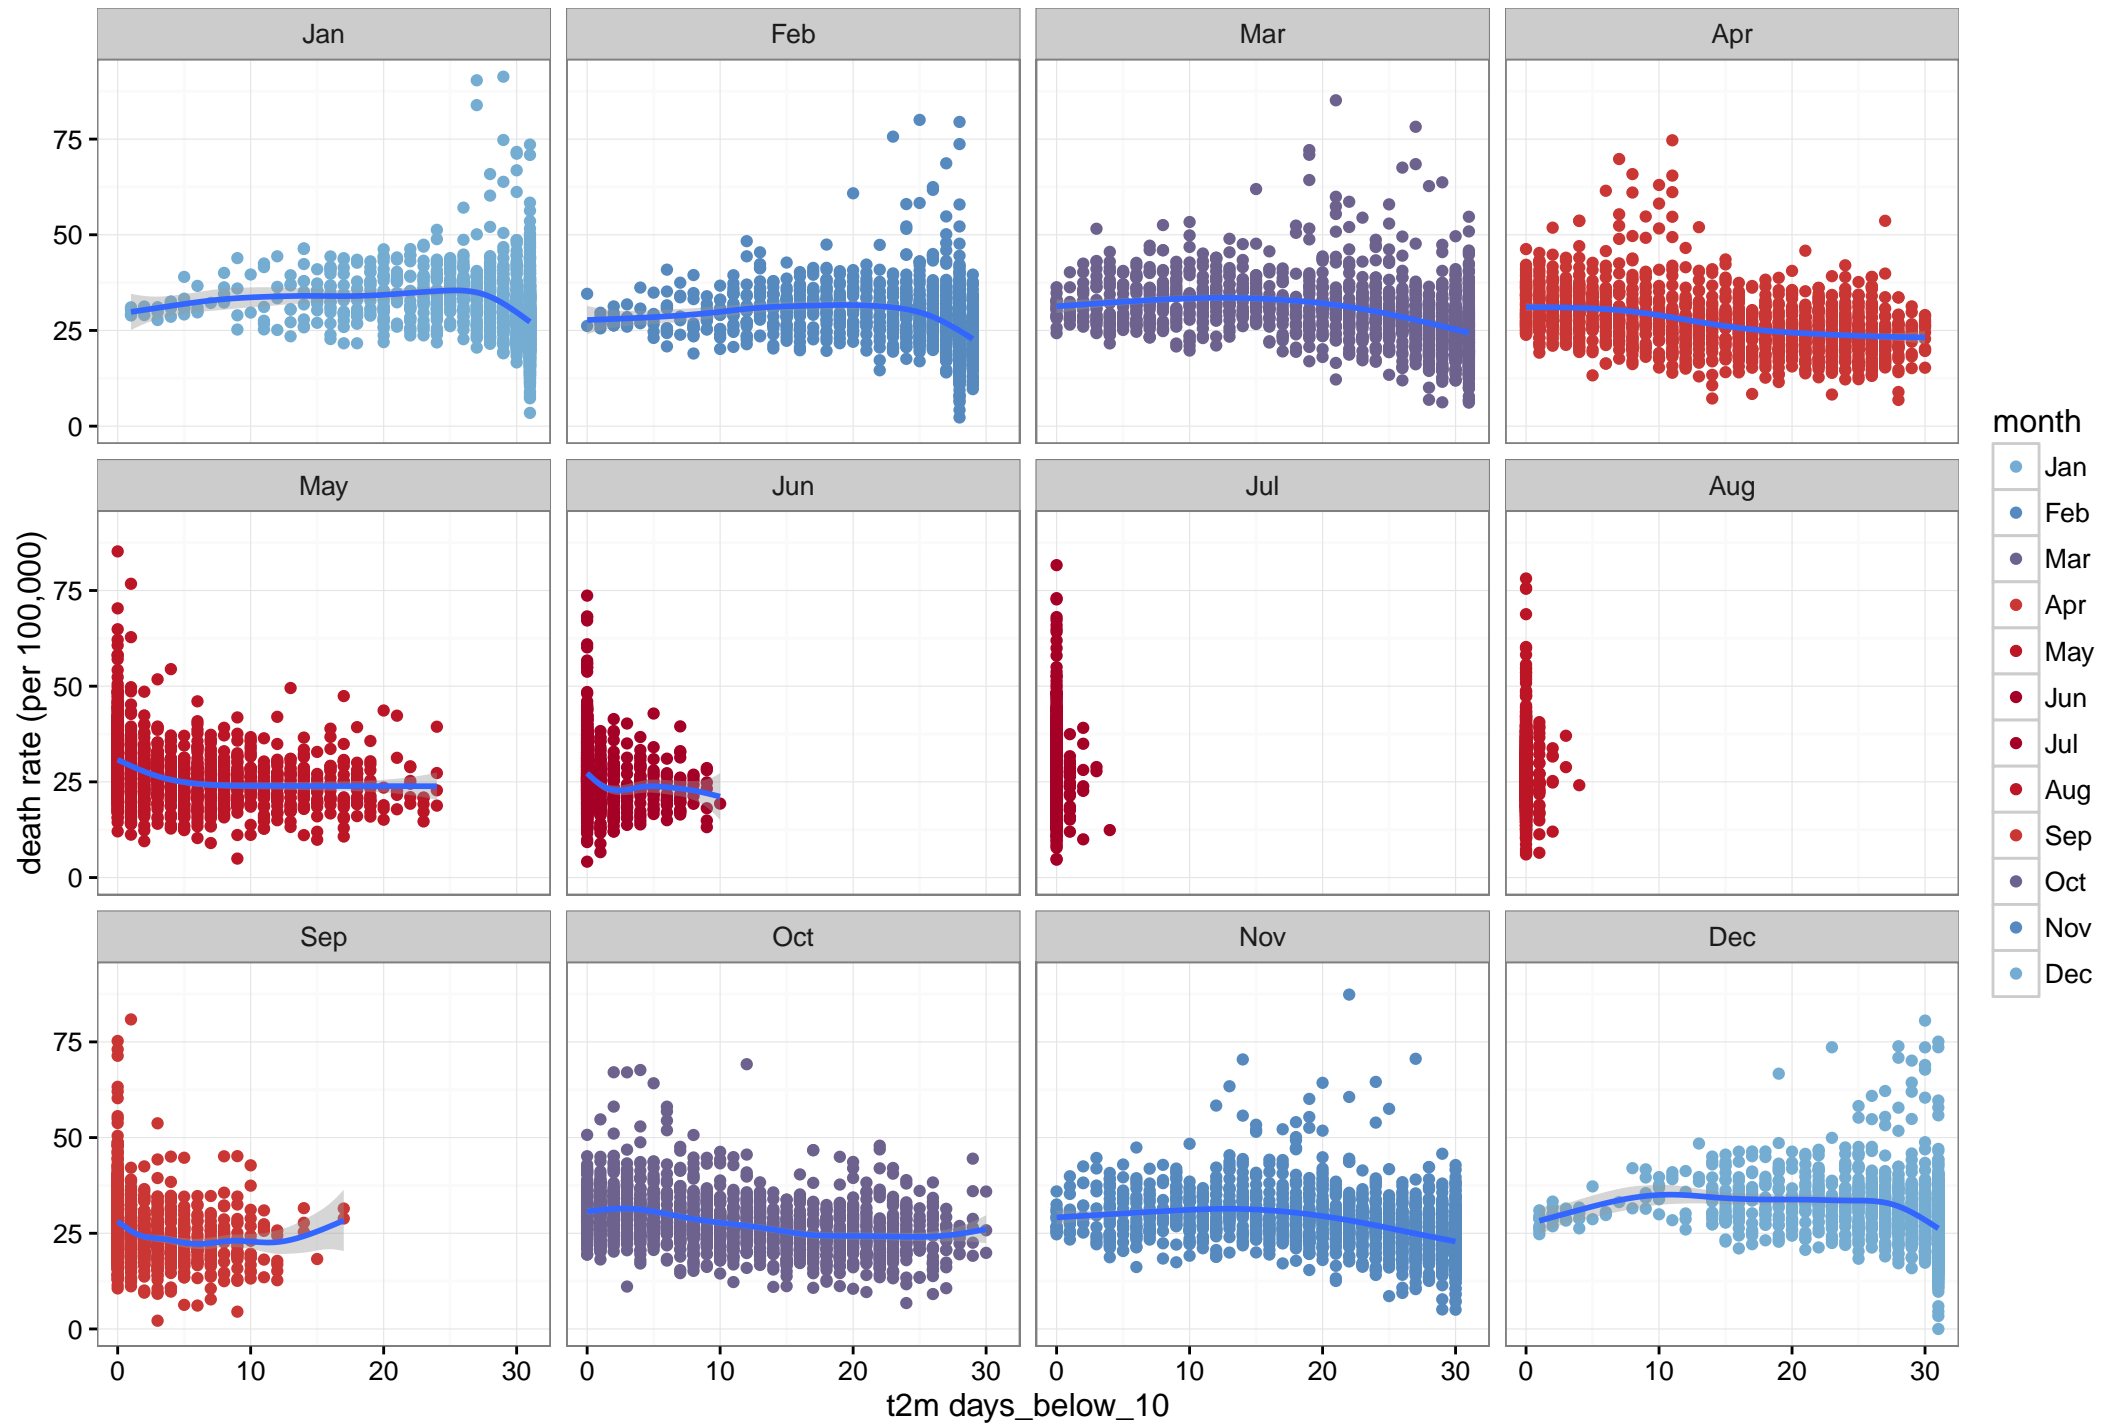 Jan Feb Mar Apr
75
50
25
0
May Jun Jul Aug
75
50
25
0
Sep Oct Nov Dec
75
50
25
0
0 10 20 30 0 10 20 30 0 10 20 30 0 10 20 30
t2m days_below_10
death rate (per 100,000)
month
Jan
Feb
Mar
Apr
May
Jun
Jul
Aug
Sep
Oct
Nov
Dec